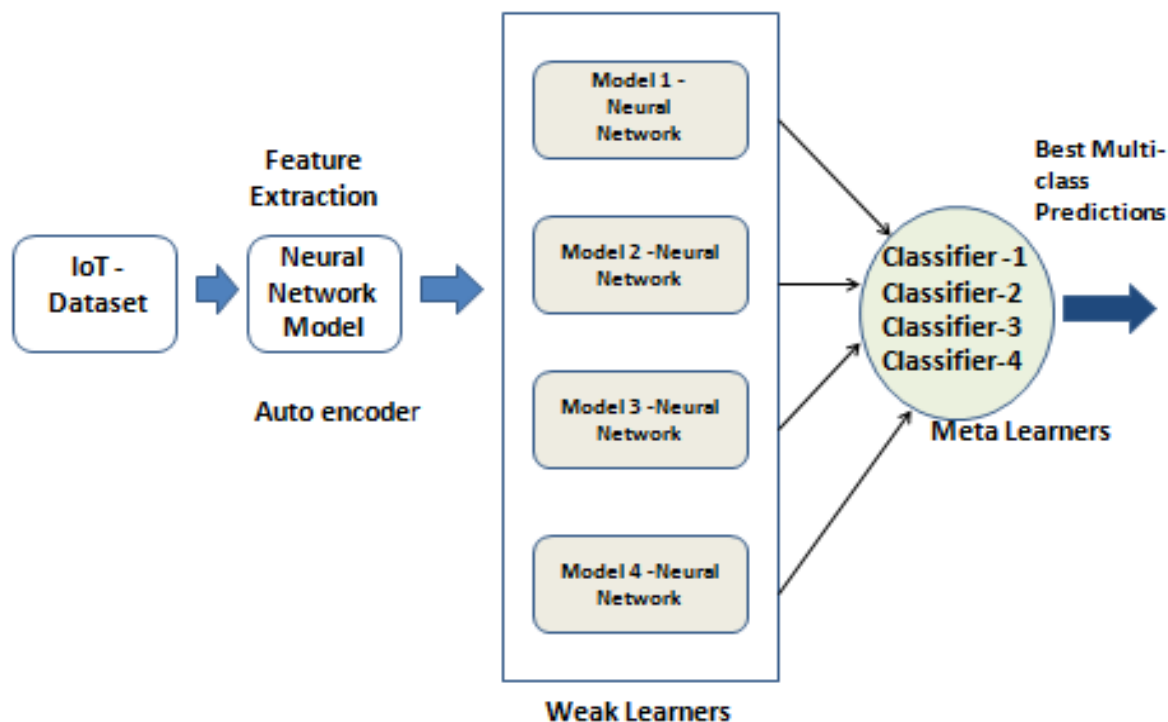 IoT -
Dataset
Feature
Extraction
Neural
Network
Model
Auto encoder
Model 1 -
Neural
Network
Model 2 -Neural
Network
Model 3 -Neural
Network
Model 4 -Neural
Network
Weak Learners
Classifier -1
Classifier-2
Classifier-3
Classifier-4
Meta Learners
Best Multi-
class
Predictions